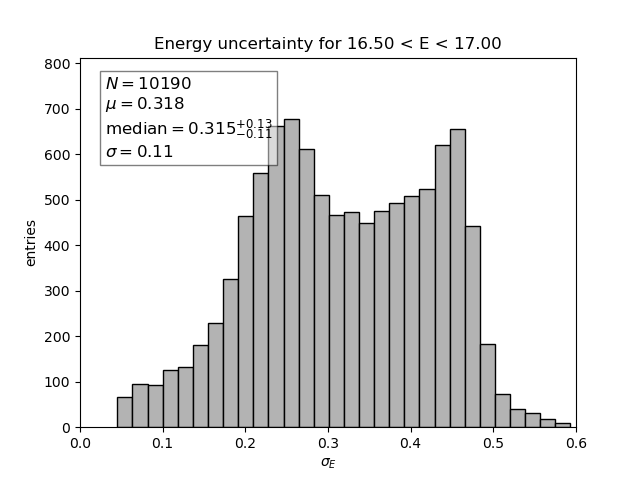 Energy uncertainty for 16.50 < E < 17.00
800
N = 10190
μ = 0.318
median = 0.315 +0.13 −0.11
σ = 0.11
700
600
500
400
300
200
100
0
entries
0.0 0.1 0.2 0.3 0.4 0.5 0.6
σE